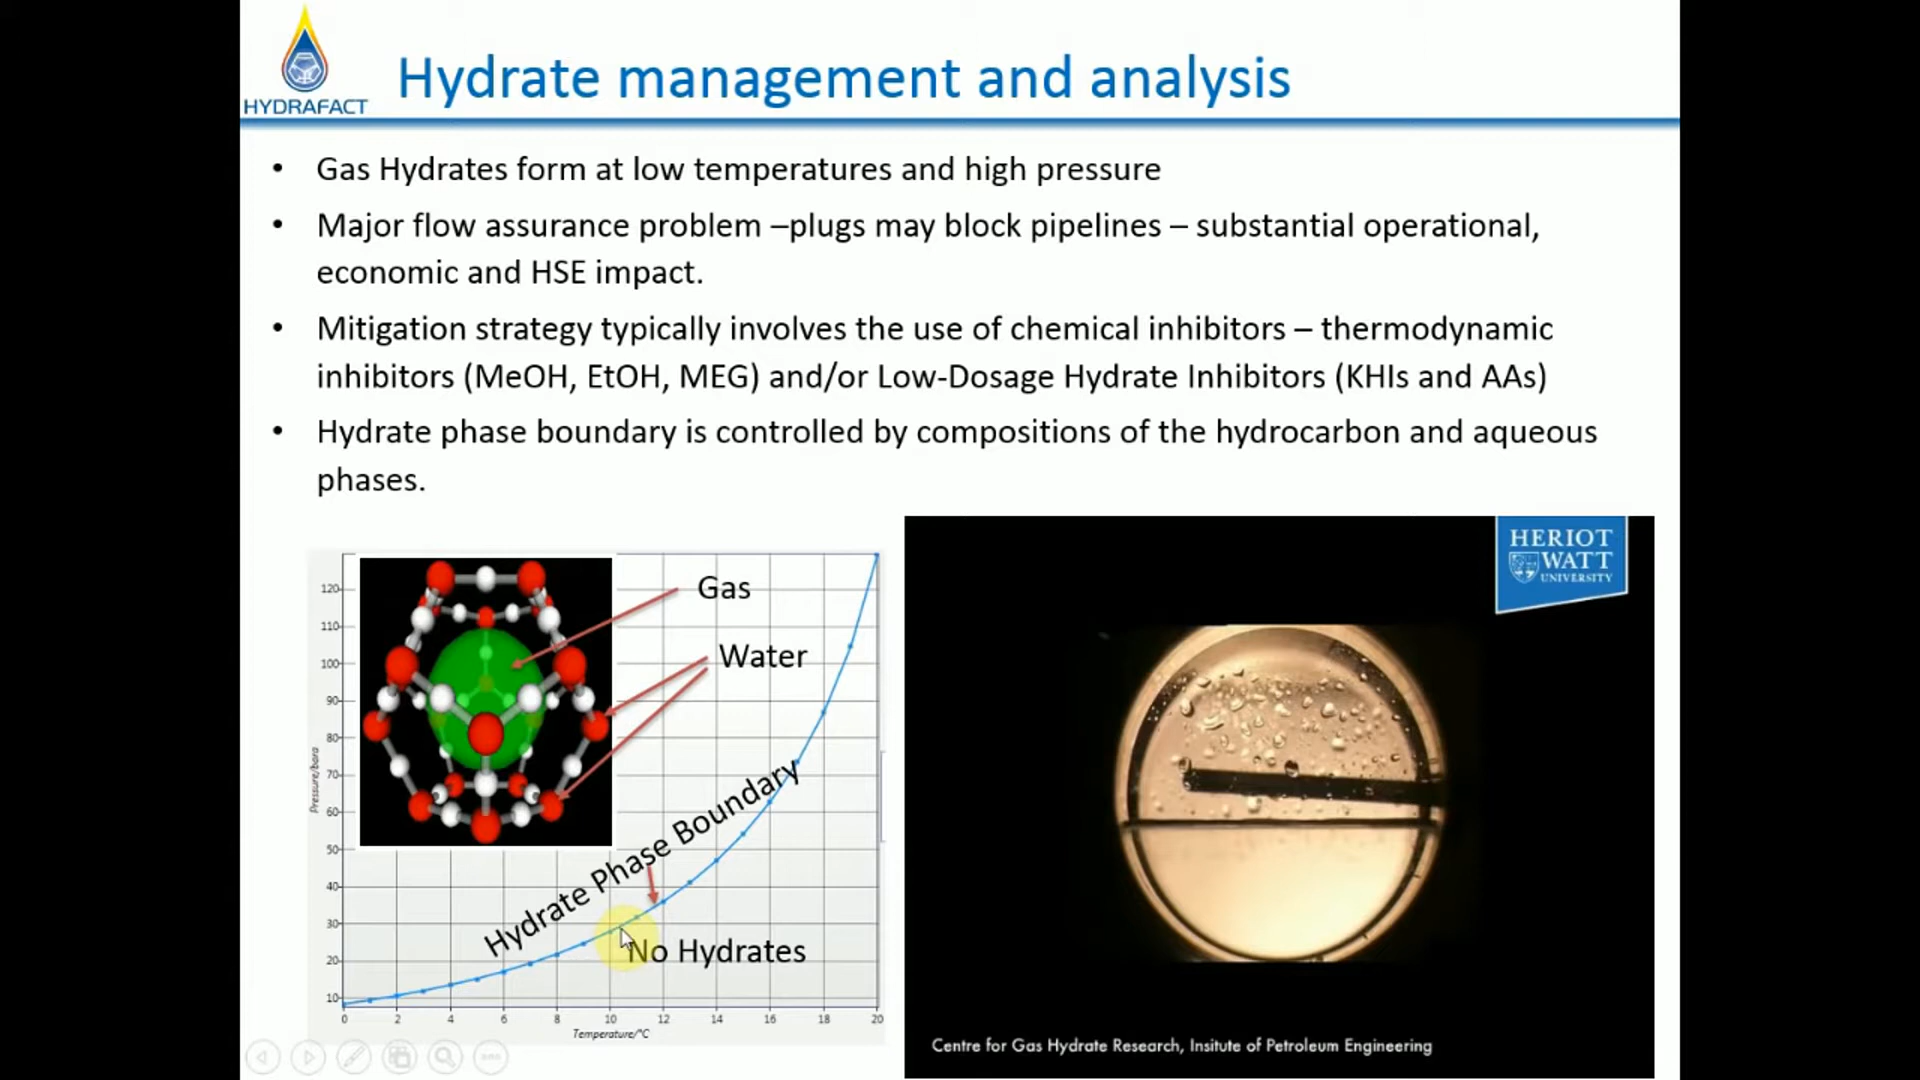 HYDRAFACT
Hydrate management and analysis
• Gas Hydrates form at low temperatures and high pressure
• Major flow assurance problem –plugs may block pipelines – substantial operational,
economic and HSE impact.
• Mitigation strategy typically involves the use of chemical inhibitors – thermodynamic
inhibitors (MeOH, EtOH, MEG) and/or Low-Dosage Hydrate Inhibitors (KHIs and AAs)
• Hydrate phase boundary is controlled by compositions of the hydrocarbon and aqueous
phases.
Gas
Water
Hydrate Phase Boundary
No Hydrates
Pressure/bara
120
110
100
90
80
70
60
50
40
30
20
10
0 2 4 6 8 10 12 14 16 18 20
Temperature/°C
HERIOT
WATT
UNIVERSITY
Centre for Gas Hydrate Research, Insitute of Petroleum Engineering